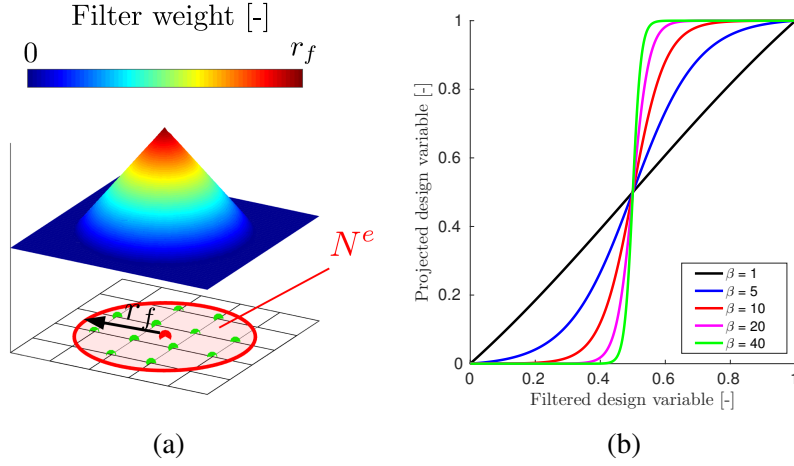 Filter weight [-]
0
r_f
N^e
r_f
(a)
Projected design variable [-]
1
0.8
0.6
0.4
0.2
0
0
0.2
0.4
0.6
0.8
1
Filtered design variable [-]
β = 1
β = 5
β = 10
β = 20
β = 40
(b)